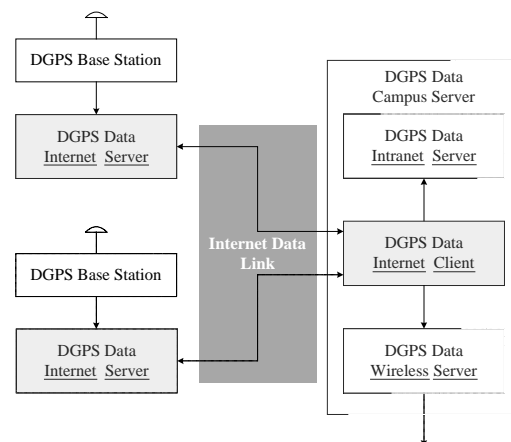 DGPS Base Station
DGPS Data
Internet Server
DGPS Base Station
DGPS Data
Internet Server
Internet Data
Link
DGPS Data
Campus Server
DGPS Data
Intranet Server
DGPS Data
Internet Client
DGPS Data
Wireless Server